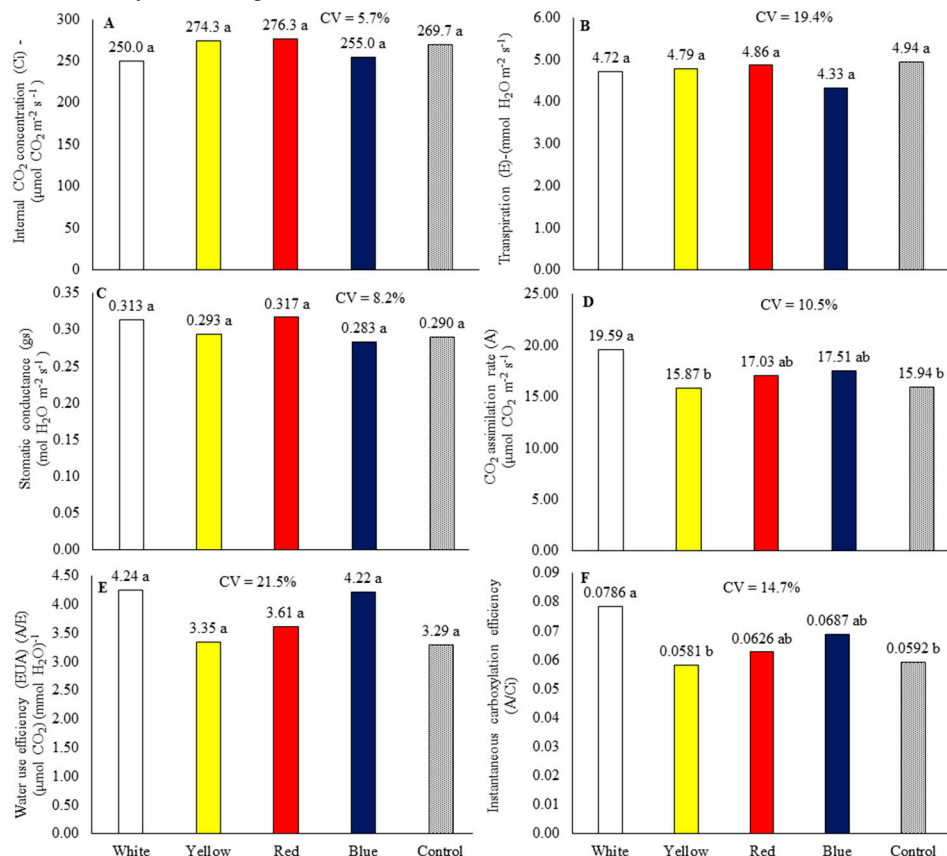 A
CV = 5.7%
Internal CO2 concentration (Ci) -
(µmol CO2 m-2 s-1)
300
250
200
150
100
50
0
250.0 a
274.3 a
276.3 a
255.0 a
269.7 a
B
CV = 19.4%
Transpiration (E)-(mmol H2O m-2 s-1)
6.00
5.00
4.00
3.00
2.00
1.00
0.00
4.72 a
4.79 a
4.86 a
4.33 a
4.94 a
C
CV = 8.2%
Stomatic conductance (gs)
(mol H2O m-2 s-1)
0.35
0.30
0.25
0.20
0.15
0.10
0.05
0.00
0.313 a
0.293 a
0.317 a
0.283 a
0.290 a
D
CV = 10.5%
CO2 assimilation rate (A)
(µmol CO2 m-2 s-1)
25.00
20.00
15.00
10.00
5.00
0.00
19.59 a
15.87 b
17.03 ab
17.51 ab
15.94 b
E
CV = 21.5%
Water use efficiency (EUA) (A/E)
(µmol CO2) (mmol H2O)-1
4.50
4.00
3.50
3.00
2.50
2.00
1.50
1.00
0.50
0.00
4.24 a
3.35 a
3.61 a
4.22 a
3.29 a
White
Yellow
Red
Blue
Control
F
CV = 14.7%
Instantaneous carboxylation efficiency
(A/Ci)
0.09
0.08
0.07
0.06
0.05
0.04
0.03
0.02
0.01
0.00
0.0786 a
0.0581 b
0.0626 ab
0.0687 ab
0.0592 b
White
Yellow
Red
Blue
Control